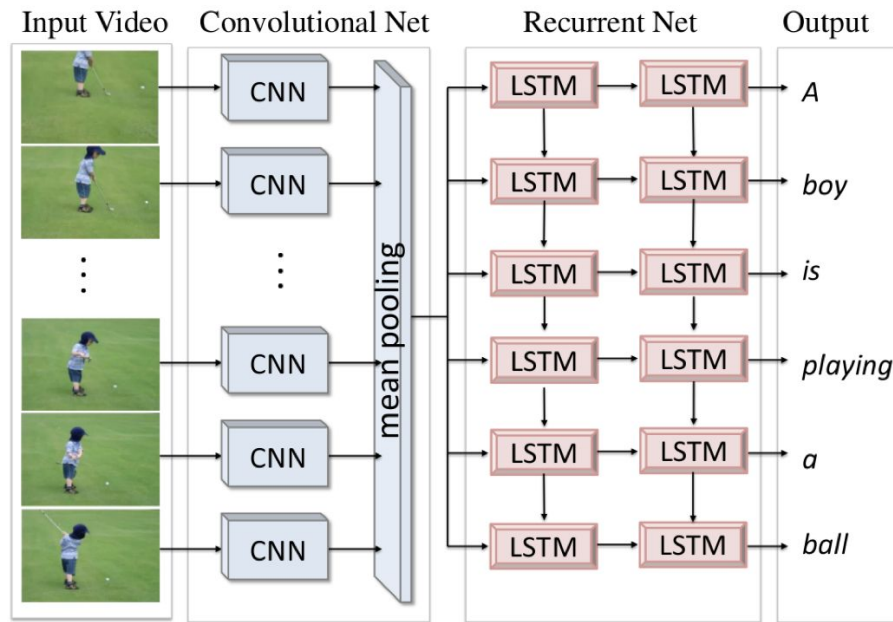 Input Video Convolutional Net Recurrent Net Output
CNN LSTM LSTM A
CNN LSTM LSTM boy
LSTM LSTM is
mean pooling
CNN LSTM LSTM playing
CNN LSTM LSTM a
CNN LSTM LSTM ball